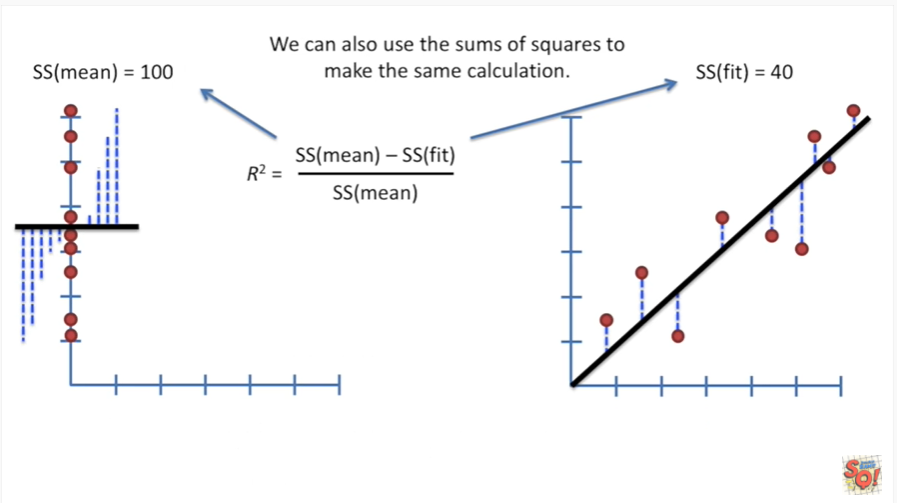 We can also use the sums of squares to
make the same calculation.
SS(mean) = 100
SS(fit) = 40
R² = SS(mean) – SS(fit)
SS(mean)
SQ!